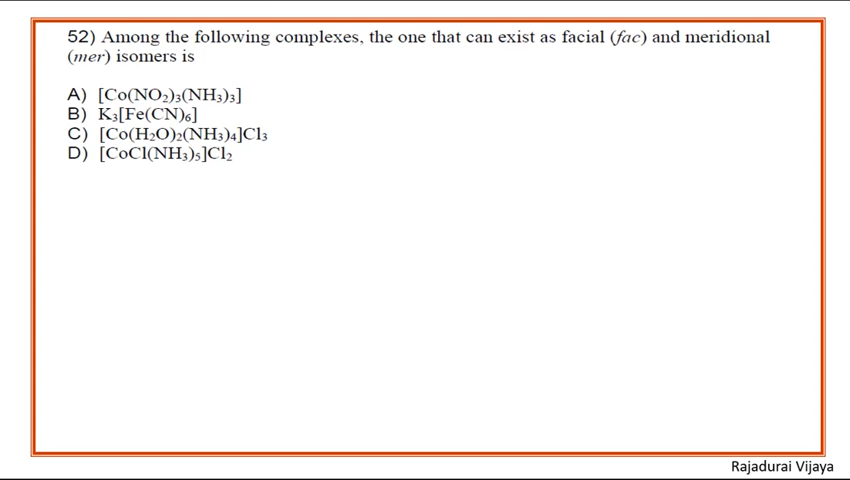 52) Among the following complexes, the one that can exist as facial (fac) and meridional
(mer) isomers is
A) [Co(NO₂)₃(NH₃)₃]
B) K₃[Fe(CN)₆]
C) [Co(H₂O)₂(NH₃)₄]Cl₃
D) [CoCl(NH₃)₅]Cl₂
Rajadurai Vijaya